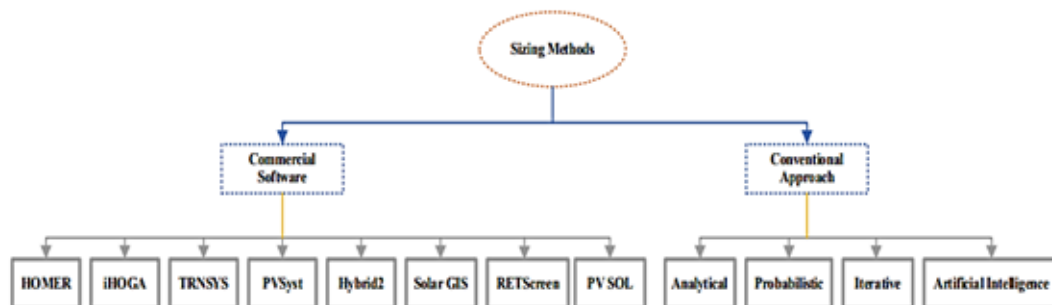 Sizing Methods
Commercial
Software
Conventional
Approach
HOMER
iHOGA
TRNSYS
PVSyst
Hybrid2
Solar GIS
RETScreen
PV SOL
Analytical
Probabilistic
Iterative
Artificial Intelligence